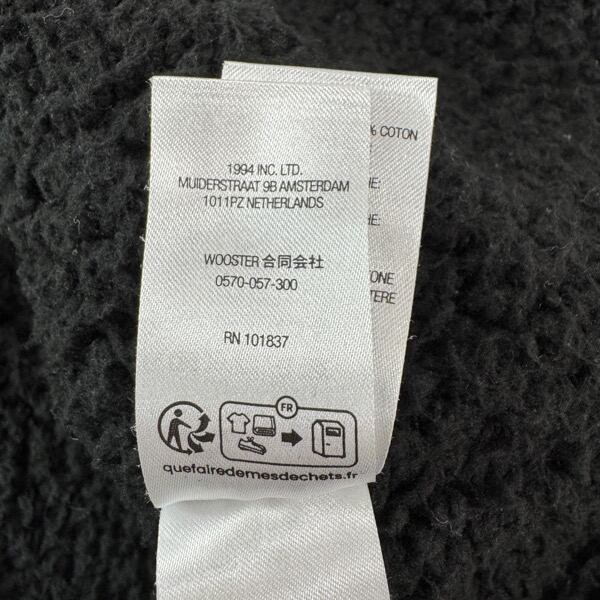 1994 INC. LTD.
MUIDERSTRAAT 9B AMSTERDAM
1011PZ NETHERLANDS
WOOSTER 合同会社
0570-057-300
RN 101837
FR
quefairedemesdechets.fr
% COTON